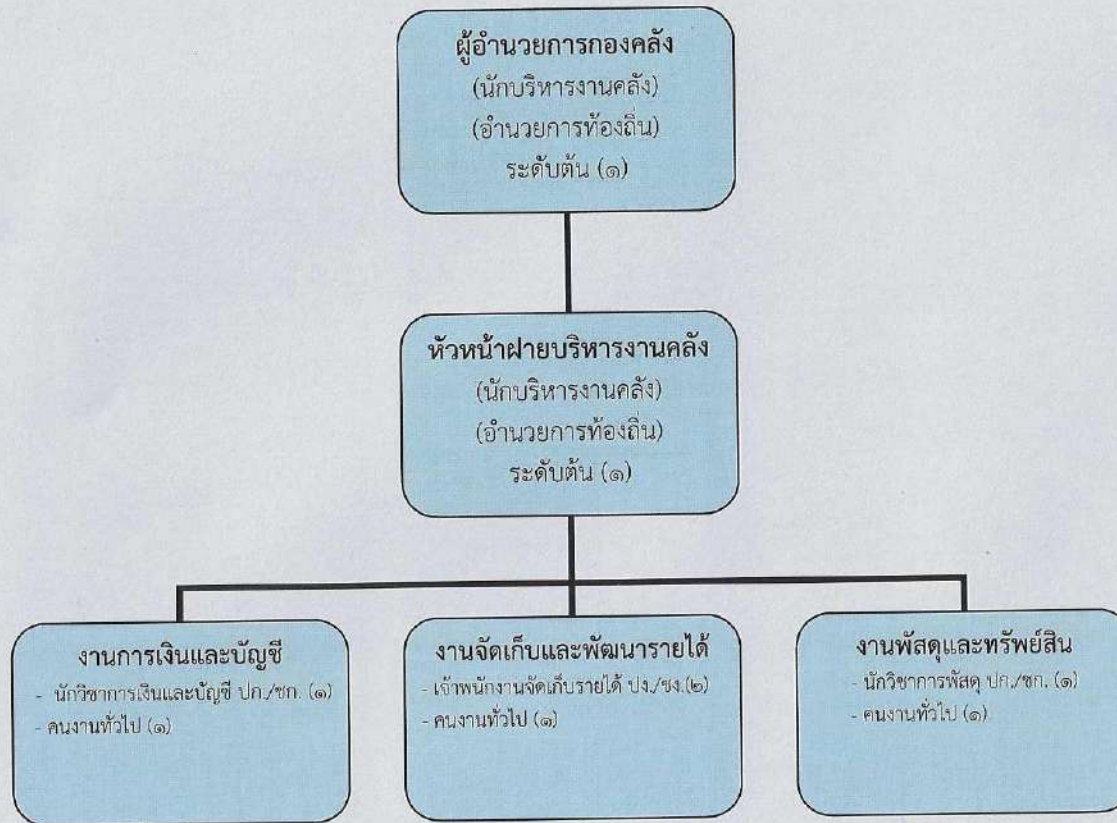 ผู้อำนวยการกองคลัง
(นักบริหารงานคลัง)
(อำนวยการท้องถิ่น)
ระดับต้น (๑)
หัวหน้าฝ่ายบริหารงานคลัง
(นักบริหารงานคลัง)
(อำนวยการท้องถิ่น)
ระดับต้น (๑)
งานการเงินและบัญชี
- นักวิชาการเงินและบัญชี ปก./ชก. (๑)
- คนงานทั่วไป (๑)
งานจัดเก็บและพัฒนารายได้
- เจ้าพนักงานจัดเก็บรายได้ ปง./ชง.(๒)
- คนงานทั่วไป (๑)
งานพัสดุและทรัพย์สิน
- นักวิชาการพัสดุ ปก./ชก. (๑)
- คนงานทั่วไป (๑)